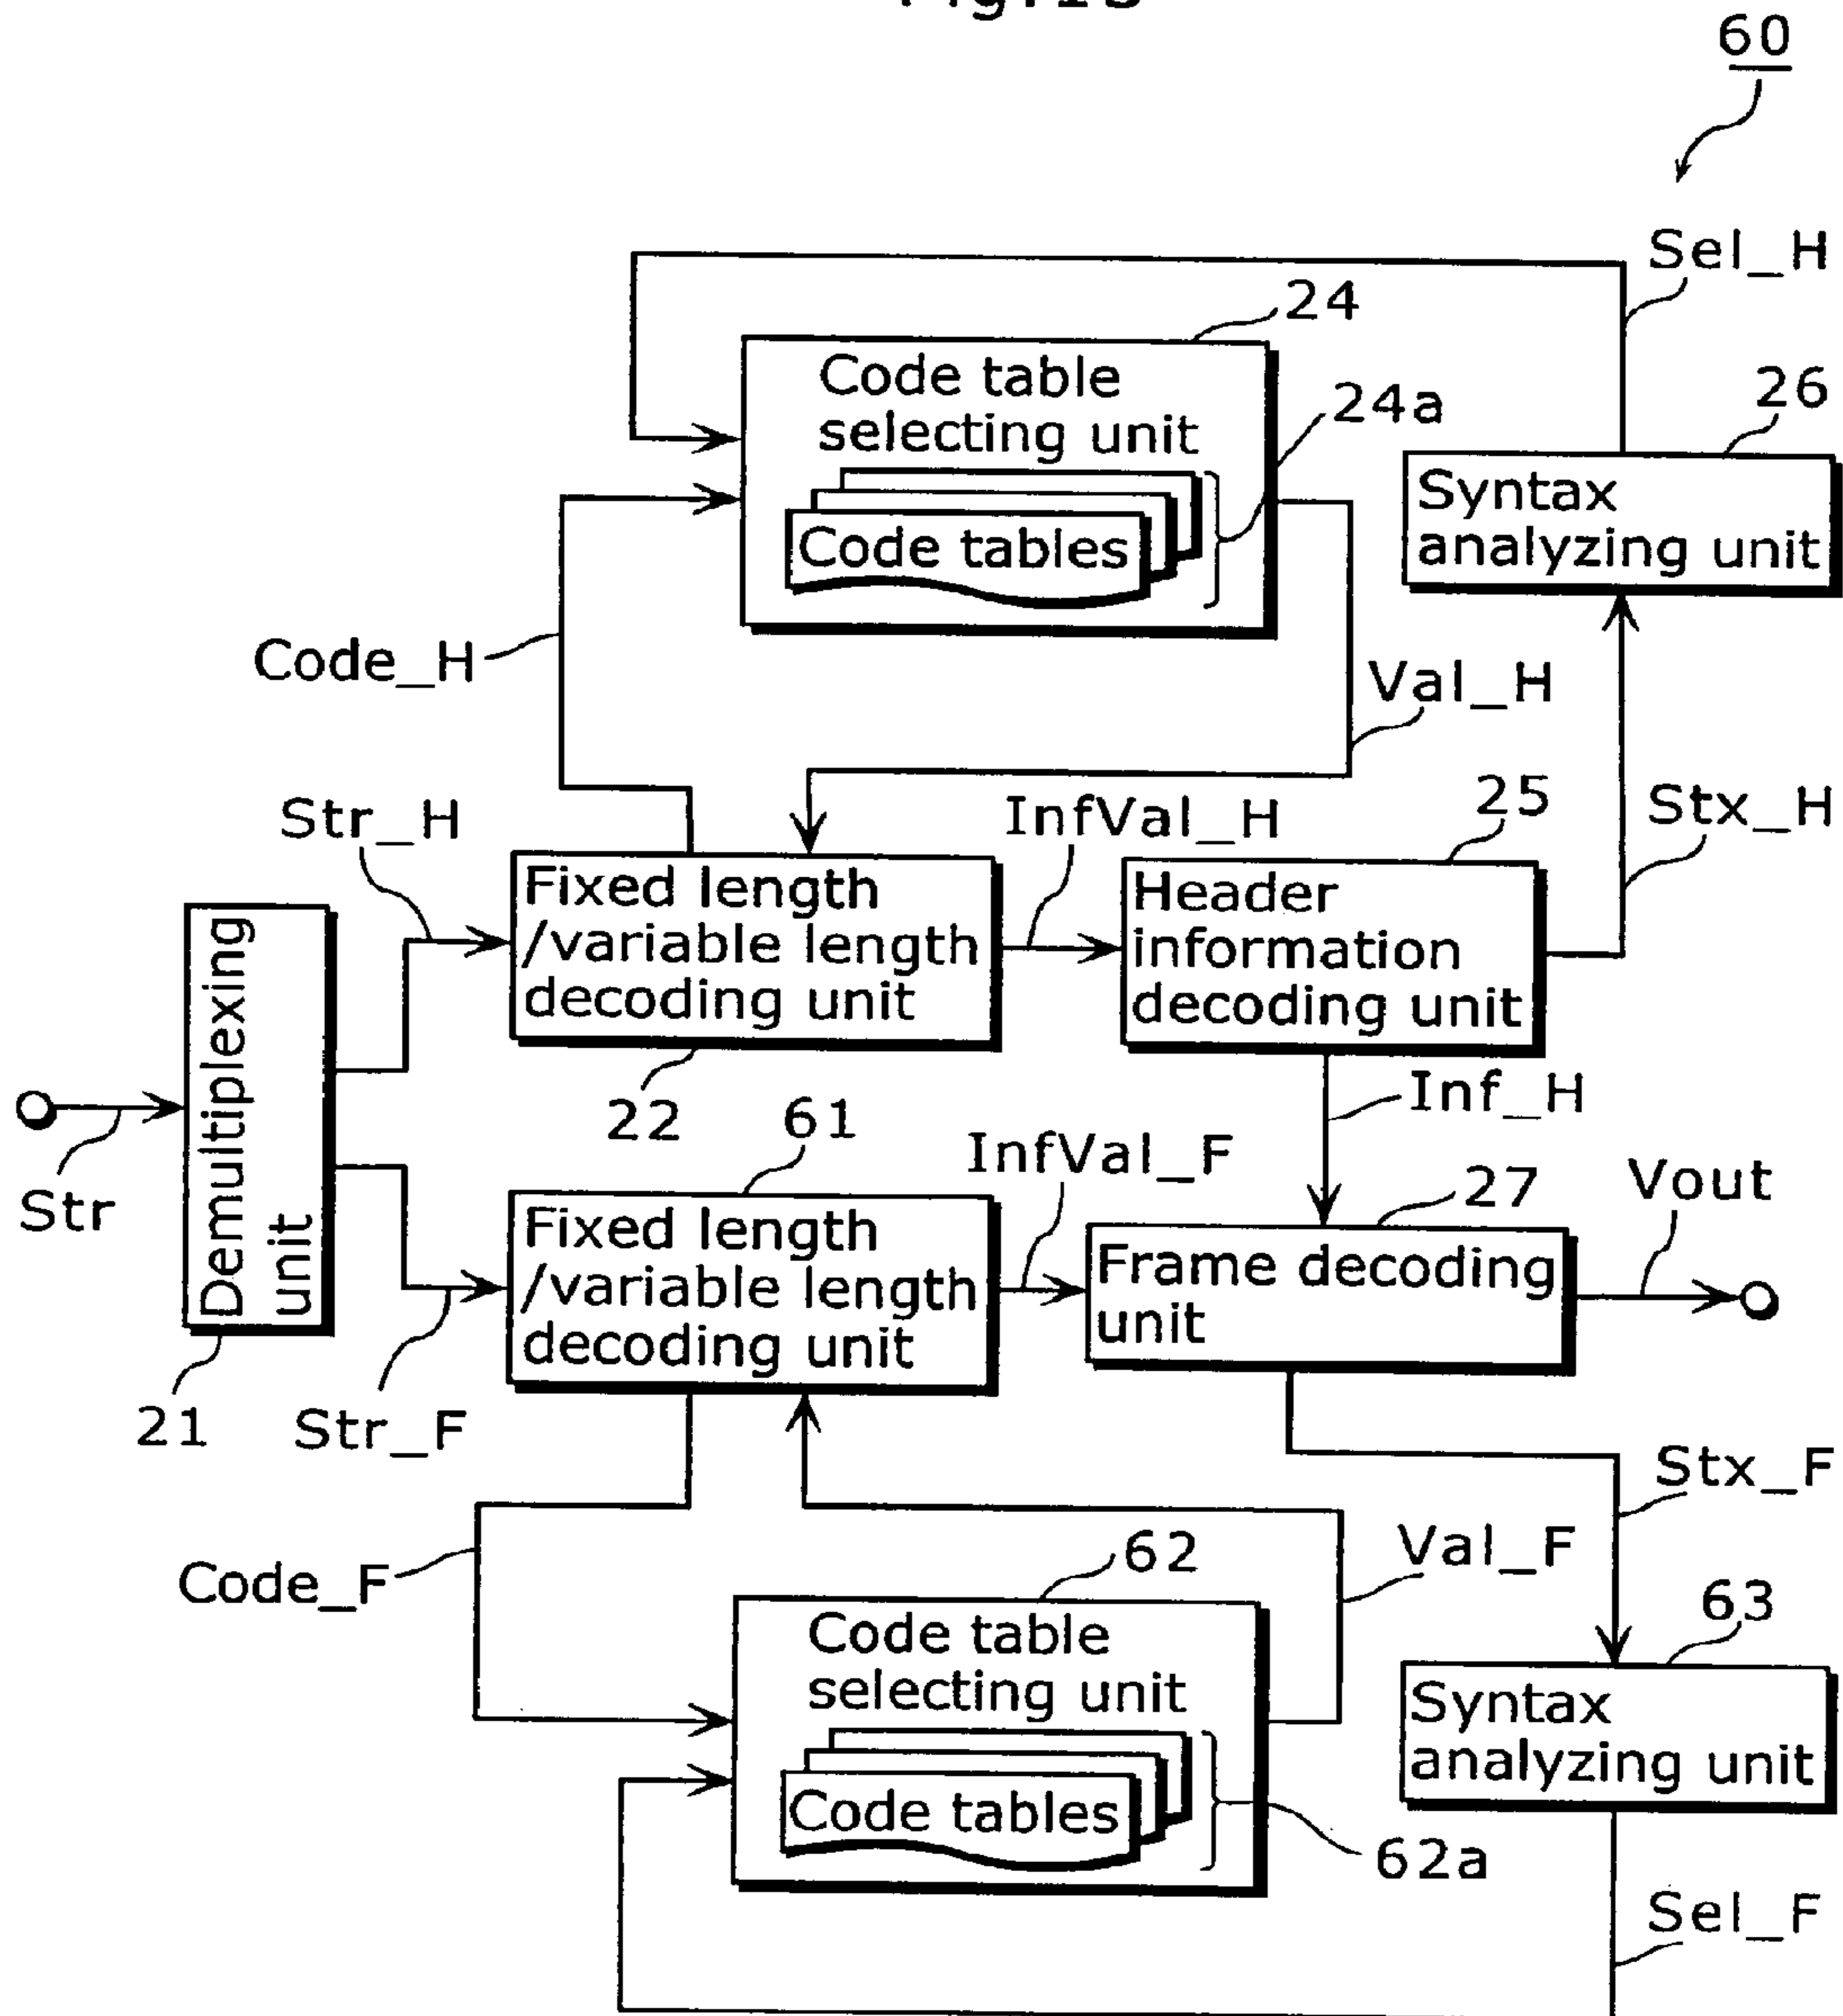 60
Sel_H
24
Code table
selecting unit
24a
Code tables
26
Syntax
analyzing unit
Code_H
Val_H
Str_H
InfVal_H
25
Stx_H
Fixed length
/variable length
decoding unit
Header
information
decoding unit
22
Inf_H
Demultiplexing
unit
Str
21
61
InfVal_F
27
Vout
Fixed length
/variable length
decoding unit
Frame decoding
unit
Str_F
Stx_F
Code_F
62
Val_F
63
Code table
selecting unit
Code tables
62a
Syntax
analyzing unit
Sel_F